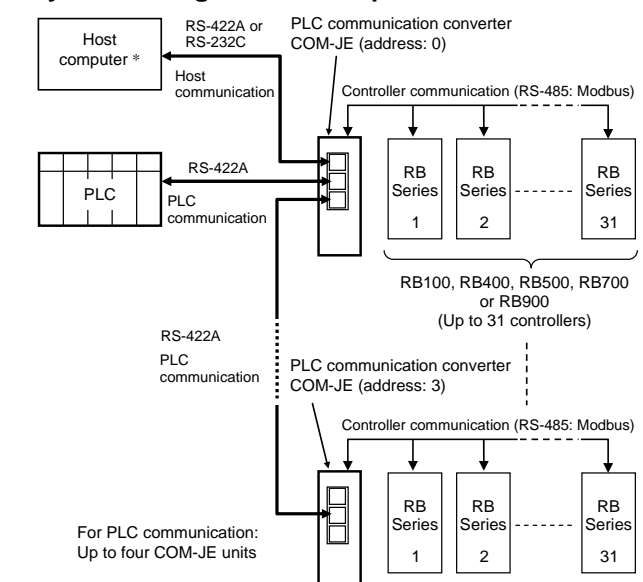 Host
computer *
RS-422A or
RS-232C
Host
communication
PLC communication converter
COM-JE (address: 0)
Controller communication (RS-485: Modbus)
PLC
RS-422A
PLC
communication
RB
Series
1
RB
Series
2
RB
Series
31
RB100, RB400, RB500, RB700
or RB900
(Up to 31 controllers)
RS-422A
PLC
communication
PLC communication converter
COM-JE (address: 3)
Controller communication (RS-485: Modbus)
RB
Series
1
RB
Series
2
RB
Series
31
For PLC communication:
Up to four COM-JE units